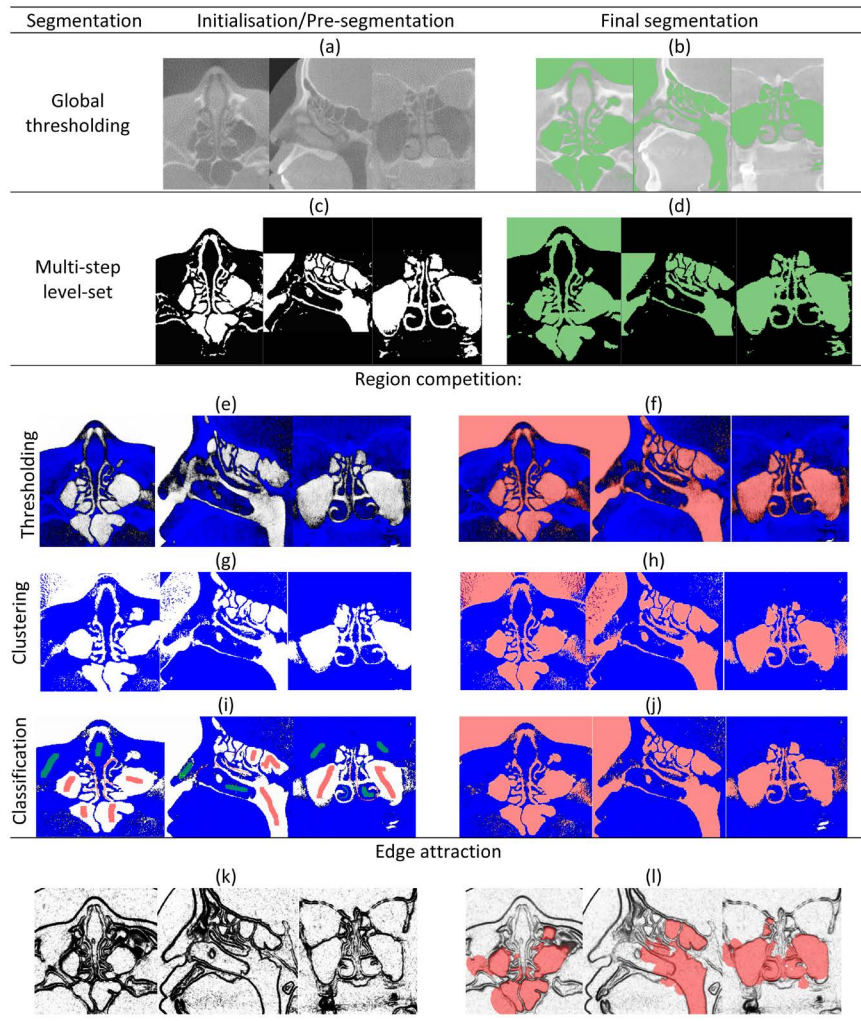 Segmentation Initialisation/Pre-segmentation Final segmentation
(a) (b)
Global
thresholding
(c) (d)
Multi-step
level-set
Region competition:
(e) (f)
Thresholding
(g) (h)
Clustering
(i) (j)
Classification
Edge attraction
(k) (l)